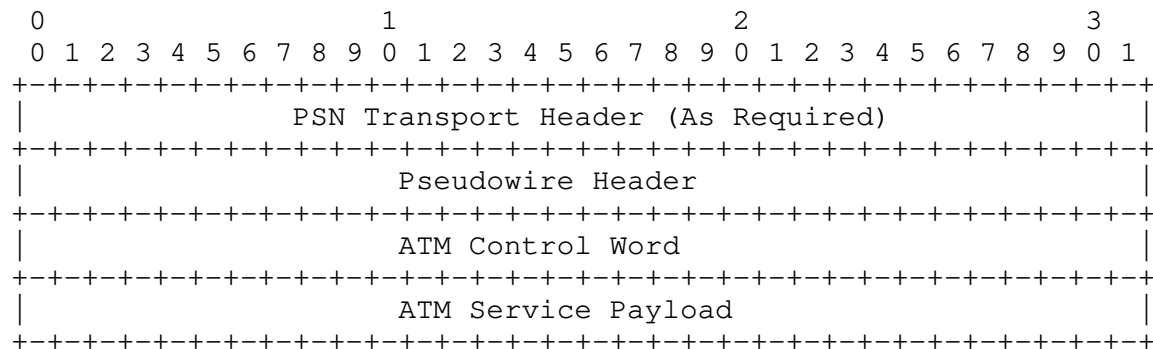 0                   1                   2                   3
 0 1 2 3 4 5 6 7 8 9 0 1 2 3 4 5 6 7 8 9 0 1 2 3 4 5 6 7 8 9 0 1
+-+-+-+-+-+-+-+-+-+-+-+-+-+-+-+-+-+-+-+-+-+-+-+-+-+-+-+-+-+-+-+-+
|               PSN Transport Header (As Required)              |
+-+-+-+-+-+-+-+-+-+-+-+-+-+-+-+-+-+-+-+-+-+-+-+-+-+-+-+-+-+-+-+-+
|                     Pseudowire Header                         |
+-+-+-+-+-+-+-+-+-+-+-+-+-+-+-+-+-+-+-+-+-+-+-+-+-+-+-+-+-+-+-+-+
|                     ATM Control Word                          |
+-+-+-+-+-+-+-+-+-+-+-+-+-+-+-+-+-+-+-+-+-+-+-+-+-+-+-+-+-+-+-+-+
|                     ATM Service Payload                       |
+-+-+-+-+-+-+-+-+-+-+-+-+-+-+-+-+-+-+-+-+-+-+-+-+-+-+-+-+-+-+-+-+